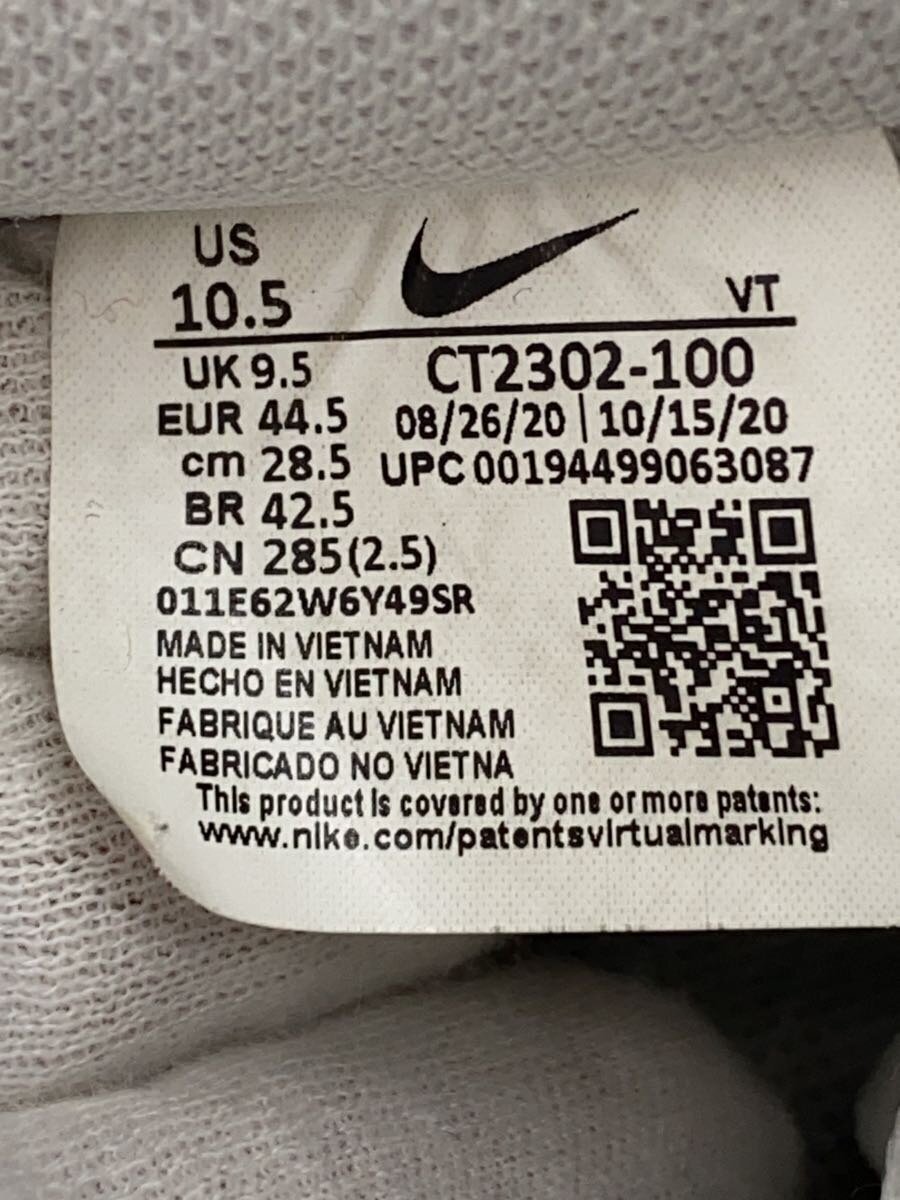 US
10.5
VT
UK 9.5
CT2302-100
EUR 44.5
08/26/20 | 10/15/20
cm 28.5
UPC 00194499063087
BR 42.5
CN 285(2.5)
011E62W6Y49SR
MADE IN VIETNAM
HECHO EN VIETNAM
FABRIQUE AU VIETNAM
FABRICADO NO VIETNA
This product is covered by one or more patents:
www.nike.com/patentsvirtualmarking